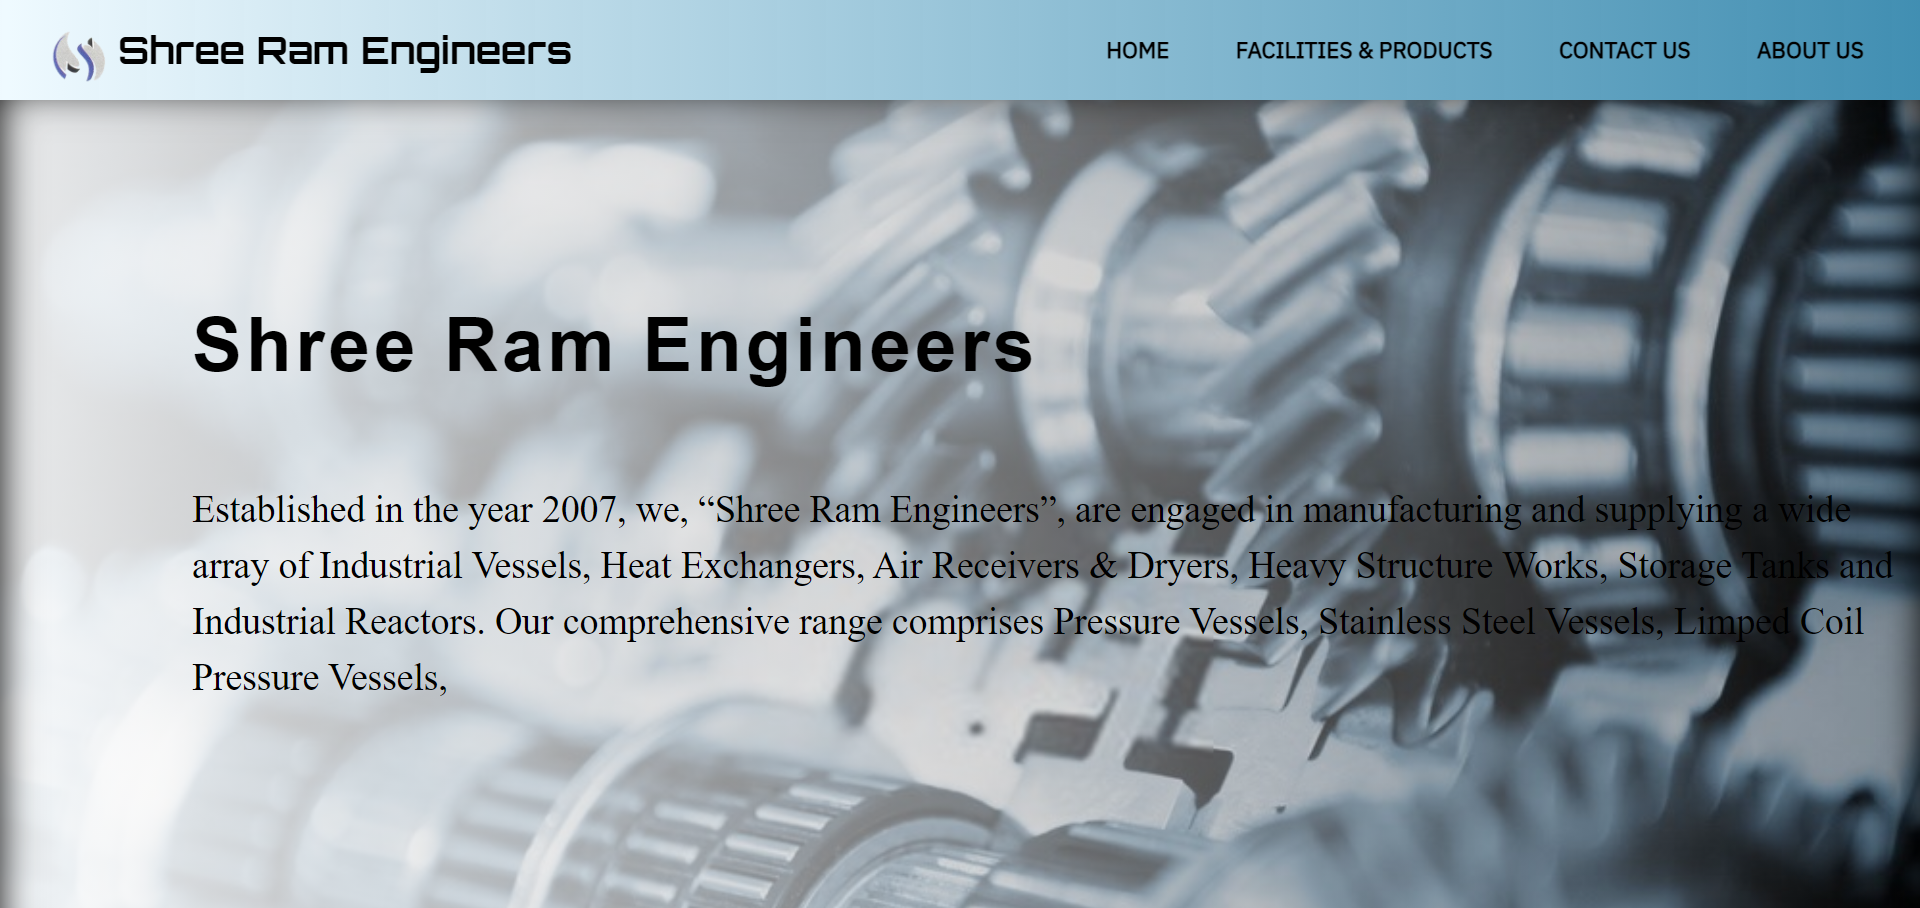 Shree Ram Engineers
HOME
FACILITIES & PRODUCTS
CONTACT US
ABOUT US
Shree Ram Engineers
Established in the year 2007, we, “Shree Ram Engineers”, are engaged in manufacturing and supplying a wide
array of Industrial Vessels, Heat Exchangers, Air Receivers & Dryers, Heavy Structure Works, Storage Tanks and
Industrial Reactors. Our comprehensive range comprises Pressure Vessels, Stainless Steel Vessels, Limped Coil
Pressure Vessels,